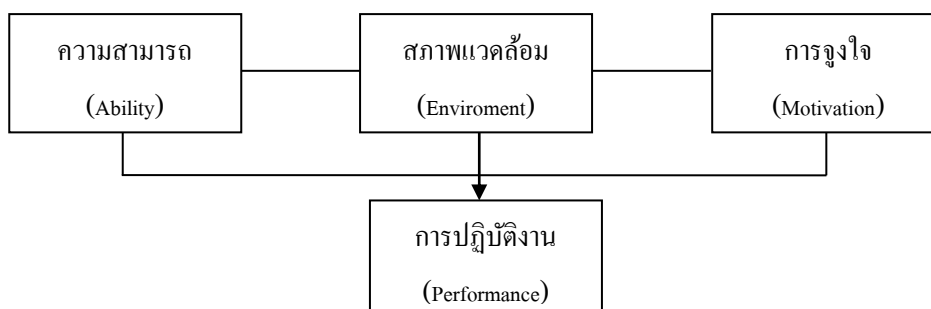 ความสามารถ
(Ability)
สภาพแวดล้อม
(Enviroment)
การจูงใจ
(Motivation)
การปฏิบัติงาน
(Performance)